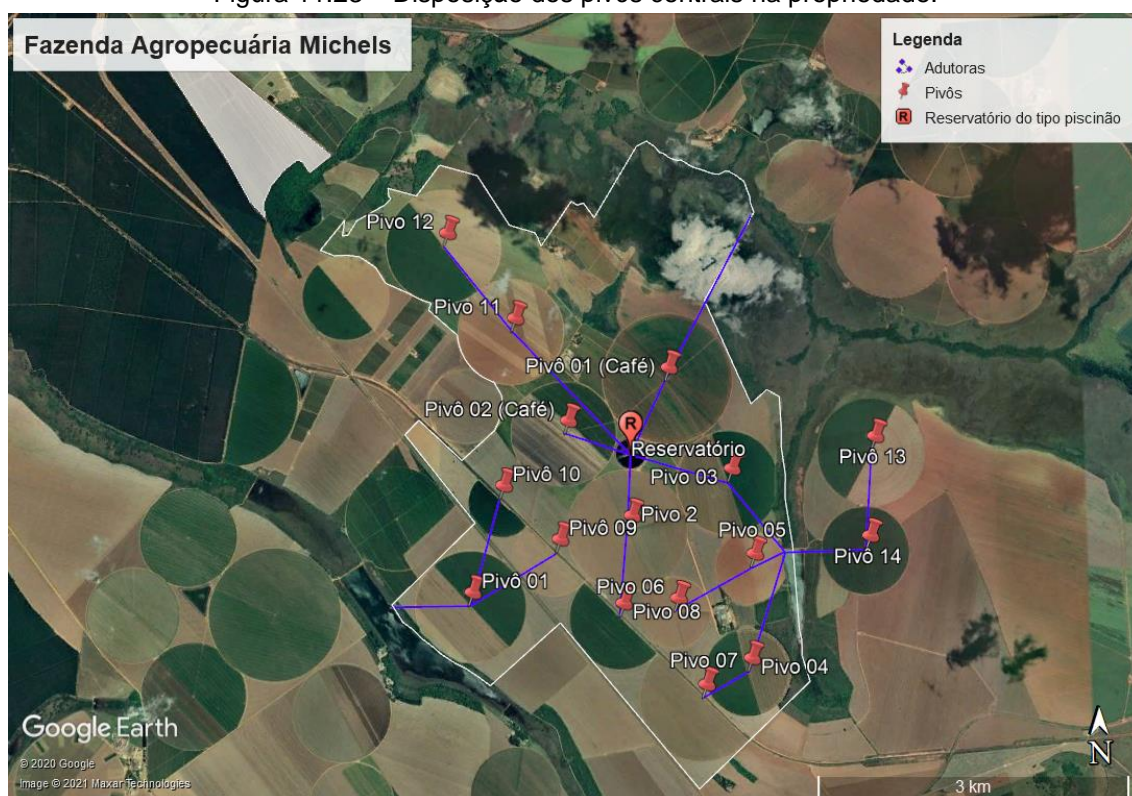 Figura 11.28 – Disposição dos pivôs centrais na propriedade.
Fazenda Agropecuária Michels
Legenda
Adutoras
Pivôs
R
Reservatório do tipo piscinão
Pivo 12
Pivo 11
Pivô 01 (Café)
Pivô 02 (Café)
R
Reservatório
Pivo 03
Pivô 13
Pivô 10
Pivo 2
Pivô 09
Pivo 05
Pivô 14
Pivô 01
Pivo 06
Pivo 08
Pivo 07
Pivo 04
Google Earth
© 2020 Google
Image © 2021 Maxar Technologies
N
3 km